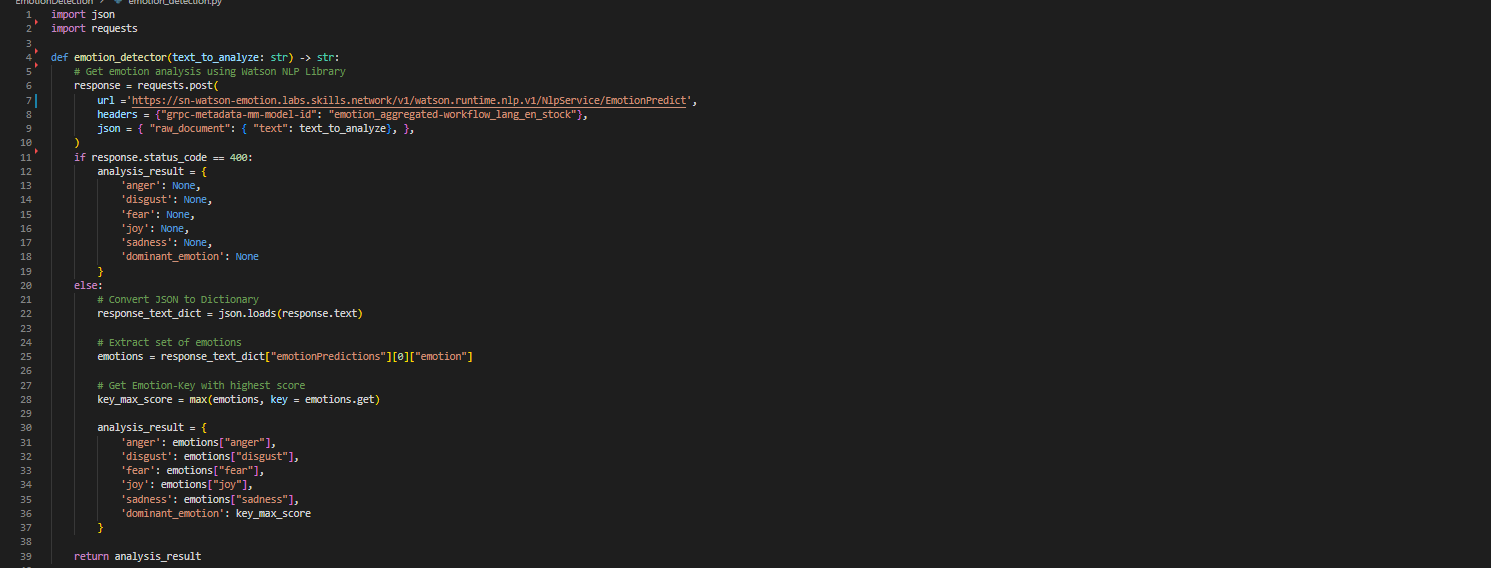 EmotionDetection > emotion_detection.py
1 import json
2 import requests
3
4 def emotion_detector(text_to_analyze: str) -> str:
5     # Get emotion analysis using Watson NLP Library
6     response = requests.post(
7         url ='https://sn-watson-emotion.labs.skills.network/v1/watson.runtime.nlp.v1/NlpService/EmotionPredict',
8         headers = {"grpc-metadata-mm-model-id": "emotion_aggregated-workflow_lang_en_stock"},
9         json = { "raw_document": { "text": text_to_analyze}, },
10     )
11     if response.status_code == 400:
12         analysis_result = {
13             'anger': None,
14             'disgust': None,
15             'fear': None,
16             'joy': None,
17             'sadness': None,
18             'dominant_emotion': None
19         }
20     else:
21         # Convert JSON to Dictionary
22         response_text_dict = json.loads(response.text)
23
24         # Extract set of emotions
25         emotions = response_text_dict["emotionPredictions"][0]["emotion"]
26
27         # Get Emotion-Key with highest score
28         key_max_score = max(emotions, key = emotions.get)
29
30         analysis_result = {
31             'anger': emotions["anger"],
32             'disgust': emotions["disgust"],
33             'fear': emotions["fear"],
34             'joy': emotions["joy"],
35             'sadness': emotions["sadness"],
36             'dominant_emotion': key_max_score
37         }
38
39     return analysis_result